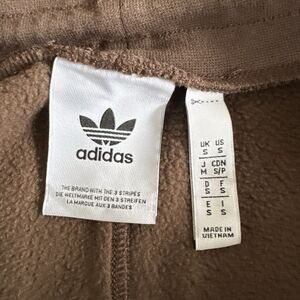 adidas
THE BRAND WITH THE 3 STRIPES
DIE WELTMARKE MIT DEN 3 STREIFEN
LA MARQUE AUX 3 BANDES
UK US
S S
J CDN
M S/P
D F
S S
E I
S S
MADE IN
VIETNAM